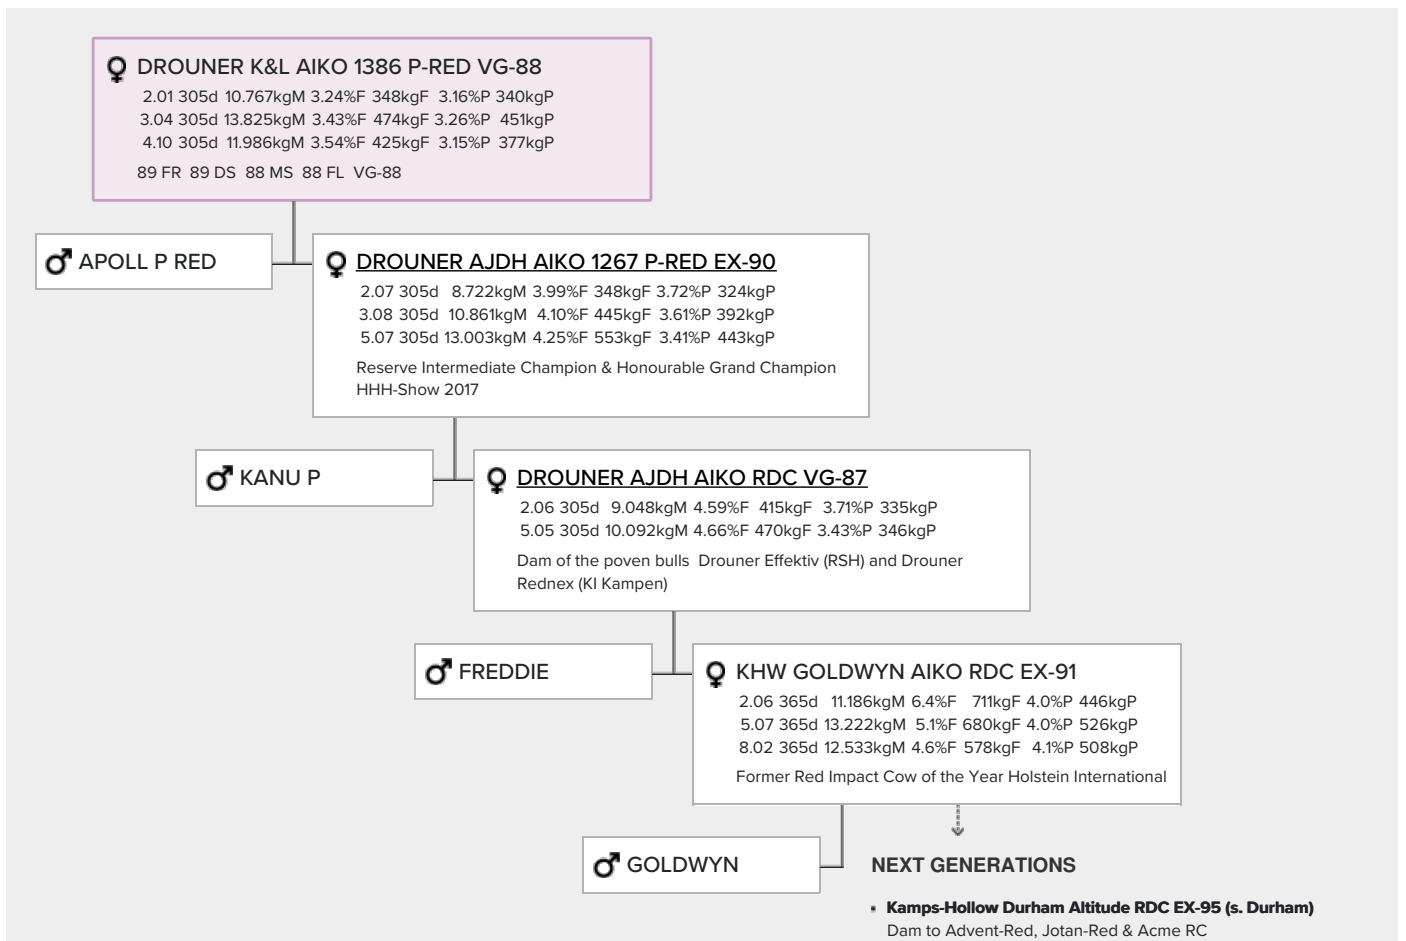 DROUNER K&L AIKO 1386 P-RED VG-88
2.01 305d 10.767kgM 3.24%F 348kgF 3.16%P 340kgP
3.04 305d 13.825kgM 3.43%F 474kgF 3.26%P 451kgP
4.10 305d 11.986kgM 3.54%F 425kgF 3.15%P 377kgP
89 FR 89 DS 88 MS 88 FL VG-88
APOLL P RED
DROUNER AJDH AIKO 1267 P-RED EX-90
2.07 305d 8.722kgM 3.99%F 348kgF 3.72%P 324kgP
3.08 305d 10.861kgM 4.10%F 445kgF 3.61%P 392kgP
5.07 305d 13.003kgM 4.25%F 553kgF 3.41%P 443kgP
Reserve Intermediate Champion & Honourable Grand Champion
HHH-Show 2017
KANU P
DROUNER AJDH AIKO RDC VG-87
2.06 305d 9.048kgM 4.59%F 415kgF 3.71%P 335kgP
5.05 305d 10.092kgM 4.66%F 470kgF 3.43%P 346kgP
Dam of the poven bulls Drouner Effektiv (RSH) and Drouner
Rednex (KI Kampen)
FREDDIE
KHW GOLDWYN AIKO RDC EX-91
2.06 365d 11.186kgM 6.4%F 711kgF 4.0%P 446kgP
5.07 365d 13.222kgM 5.1%F 680kgF 4.0%P 526kgP
8.02 365d 12.533kgM 4.6%F 578kgF 4.1%P 508kgP
Former Red Impact Cow of the Year Holstein International
GOLDWYN
NEXT GENERATIONS
Kamps-Hollow Durham Altitude RDC EX-95 (s. Durham)
Dam to Advent-Red, Jotan-Red & Acme RC